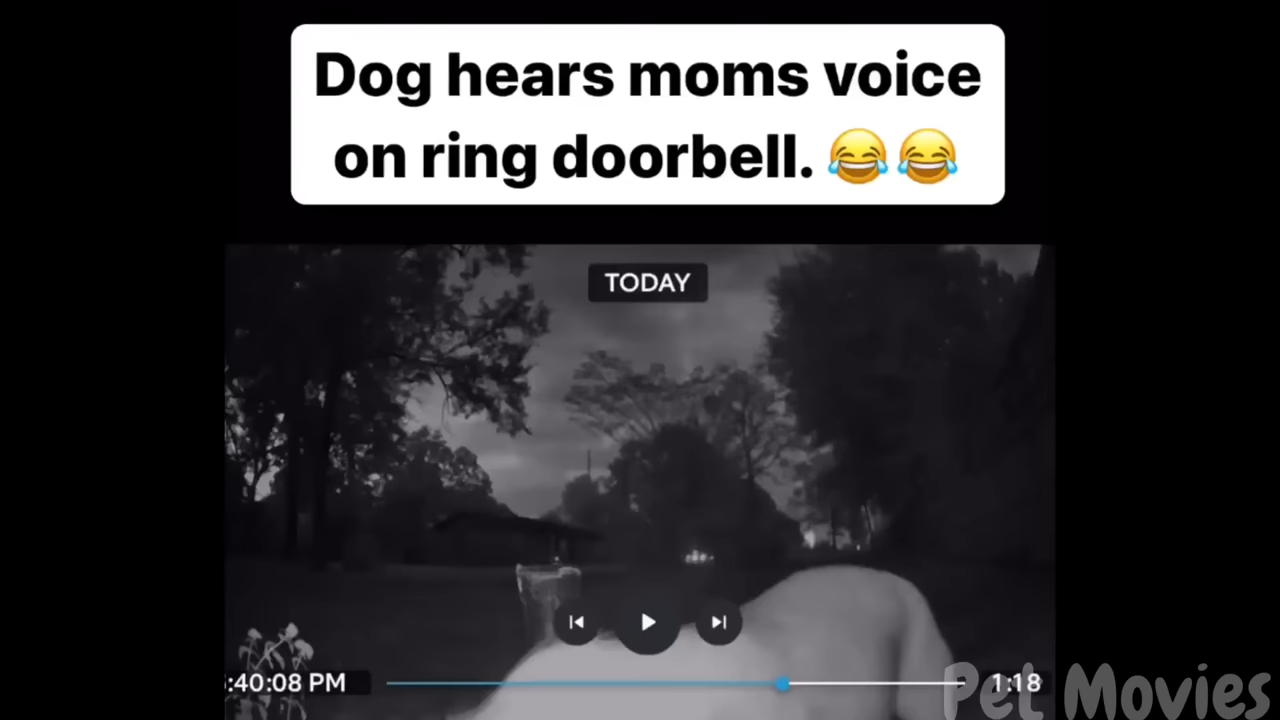 Dog hears moms voice
on ring doorbell. 😂😂
TODAY
:40:08 PM
1:18
Pet Movies